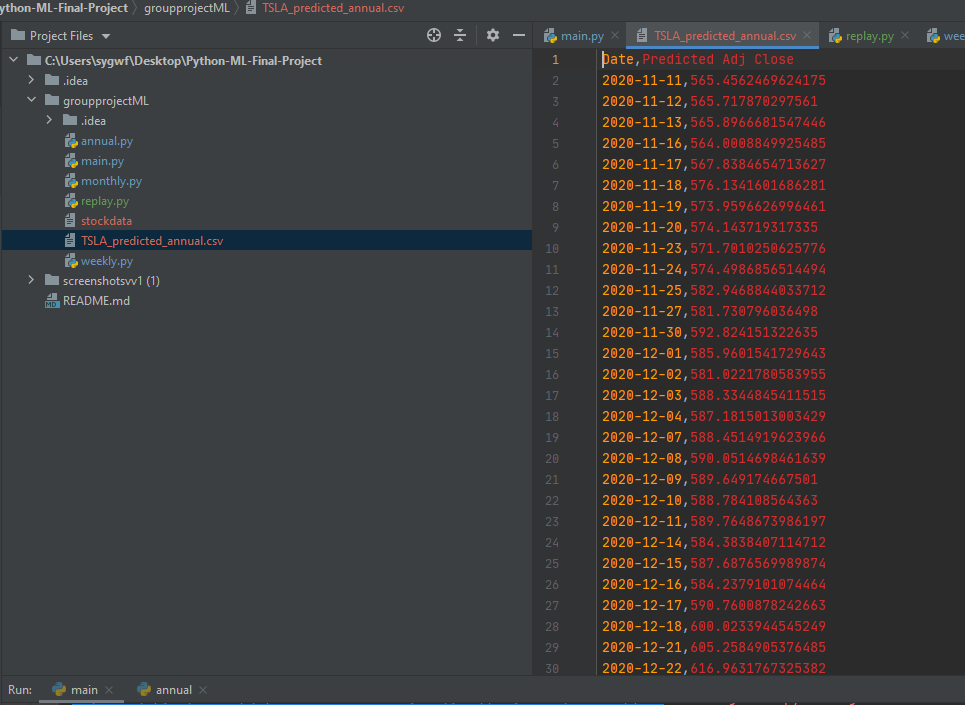 ython-ML-Final-Project groupprojectML TSLA_predicted_annual.csv
Project Files
main.py
TSLA_predicted_annual.csv
replay.py
wee
C:\Users\sygwf\Desktop\Python-ML-Final-Project
.idea
groupprojectML
.idea
annual.py
main.py
monthly.py
replay.py
stockdata
TSLA_predicted_annual.csv
weekly.py
screenshotsvv1 (1)
README.md
1 Date,Predicted Adj Close
2 2020-11-11,565.4562469624175
3 2020-11-12,565.717870297561
4 2020-11-13,565.8966681547446
5 2020-11-16,564.0008849925485
6 2020-11-17,567.8384654713627
7 2020-11-18,576.1341601686281
8 2020-11-19,573.9596626996461
9 2020-11-20,574.143719317335
10 2020-11-23,571.7010250625776
11 2020-11-24,574.4986856514494
12 2020-11-25,582.9468844033712
13 2020-11-27,581.730796036498
14 2020-11-30,592.824151322635
15 2020-12-01,585.9601541729643
16 2020-12-02,581.0221780583955
17 2020-12-03,588.3344845411515
18 2020-12-04,587.1815013003429
19 2020-12-07,588.4514919623966
20 2020-12-08,590.0514698461639
21 2020-12-09,589.649174667501
22 2020-12-10,588.784108564363
23 2020-12-11,589.7648673986197
24 2020-12-14,584.3838407114712
25 2020-12-15,587.6876569989874
26 2020-12-16,584.2379101074464
27 2020-12-17,590.7600878242663
28 2020-12-18,600.0233944545249
29 2020-12-21,605.2584905376485
30 2020-12-22,616.9631767325382
Run: main annual